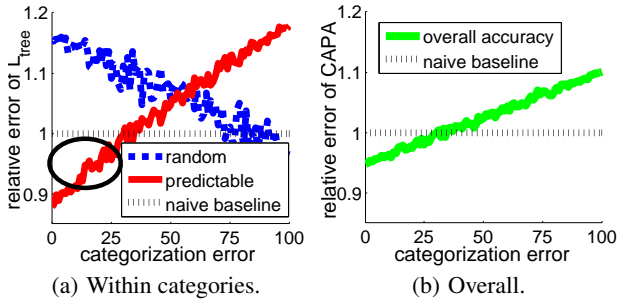 relative error of L_tree
1.2
1.1
1
0.9
0
25
50
75
100
random
predictable
naive baseline
categorization error
(a) Within categories.
relative error of CAPA
1.2
1.1
1
0.9
0
25
50
75
100
overall accuracy
naive baseline
categorization error
(b) Overall.